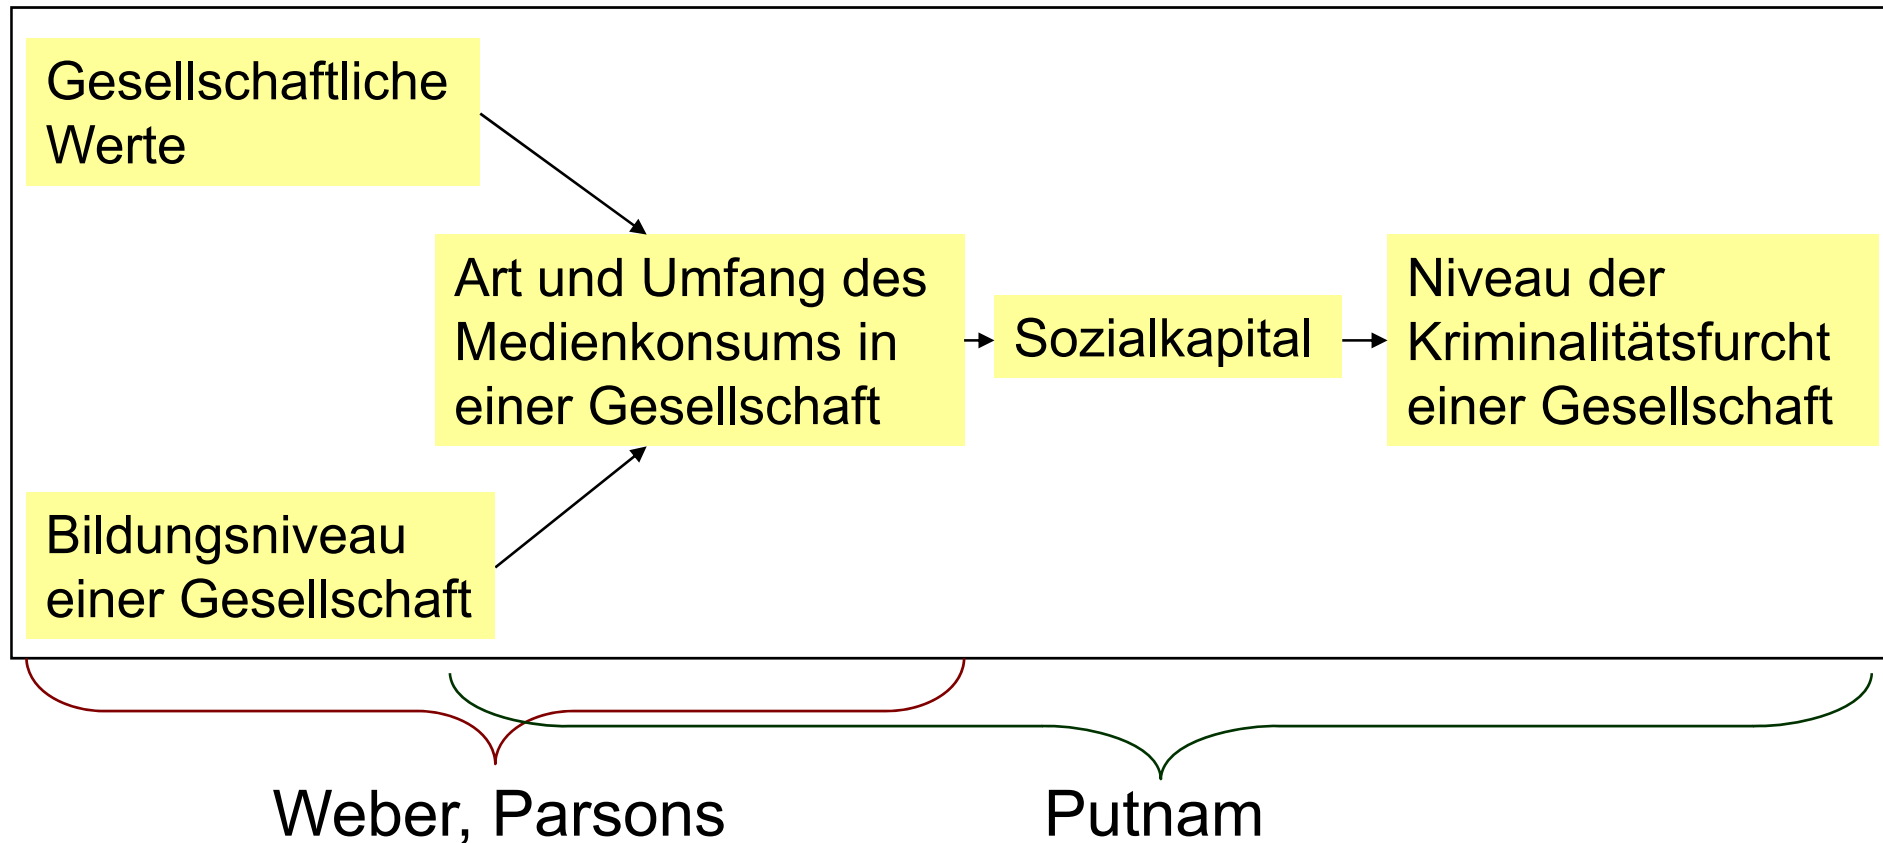 Gesellschaftliche
Werte
Art und Umfang des
Medienkonsums in
einer Gesellschaft
Sozialkapital
Niveau der
Kriminalitätsfurcht
einer Gesellschaft
Bildungsniveau
einer Gesellschaft
Weber, Parsons
Putnam